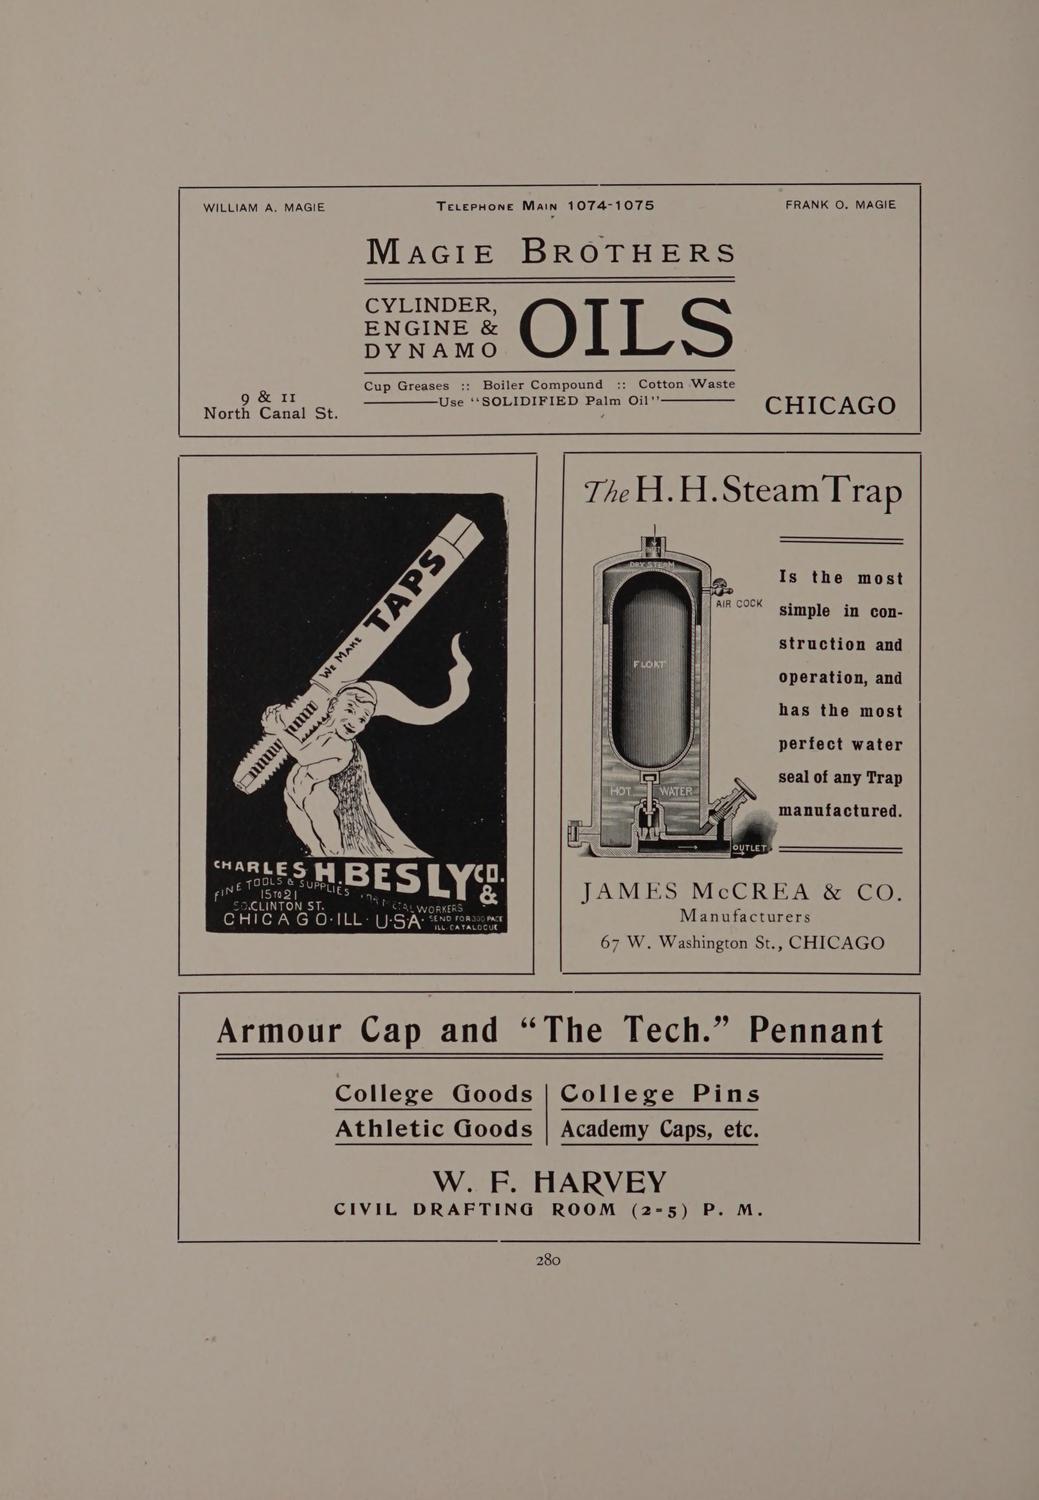 WILLIAM A. MAGIE
TELEPHONE MAIN 1074-1075
FRANK O. MAGIE
MAGIE BROTHERS
CYLINDER,
ENGINE &
DYNAMO
OILS
Cup Greases :: Boiler Compound :: Cotton Waste
Use "SOLIDIFIED Palm Oil"
9 & 11
North Canal St.
CHICAGO
WE MAKE TAPS
CHARLES H. BESLY & CO.
FINE TOOLS & SUPPLIES FOR METAL WORKERS
15 TO 21
SO. CLINTON ST.
CHICAGO·ILL·U·S·A·
SEND FOR 300 PAGE
ILL. CATALOGUE
The H. H. Steam Trap
DRY STEAM
AIR COCK
FLOAT
HOT WATER
OUTLET
Is the most
simple in con-
struction and
operation, and
has the most
perfect water
seal of any Trap
manufactured.
JAMES McCREA & CO.
Manufacturers
67 W. Washington St., CHICAGO
Armour Cap and "The Tech." Pennant
College Goods | College Pins
Athletic Goods | Academy Caps, etc.
W. F. HARVEY
CIVIL DRAFTING ROOM (2-5) P. M.
280